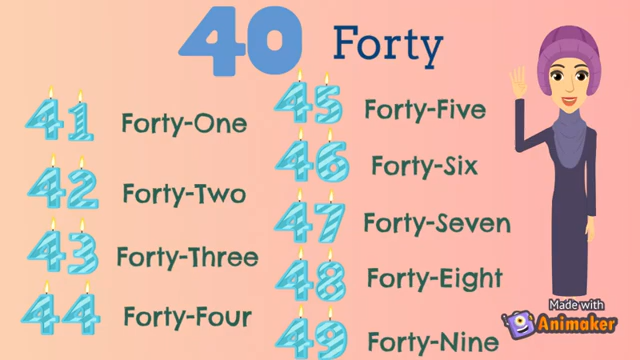 40 Forty
41 Forty-One
42 Forty-Two
43 Forty-Three
44 Forty-Four
45 Forty-Five
46 Forty-Six
47 Forty-Seven
48 Forty-Eight
49 Forty-Nine
Made with
Animaker